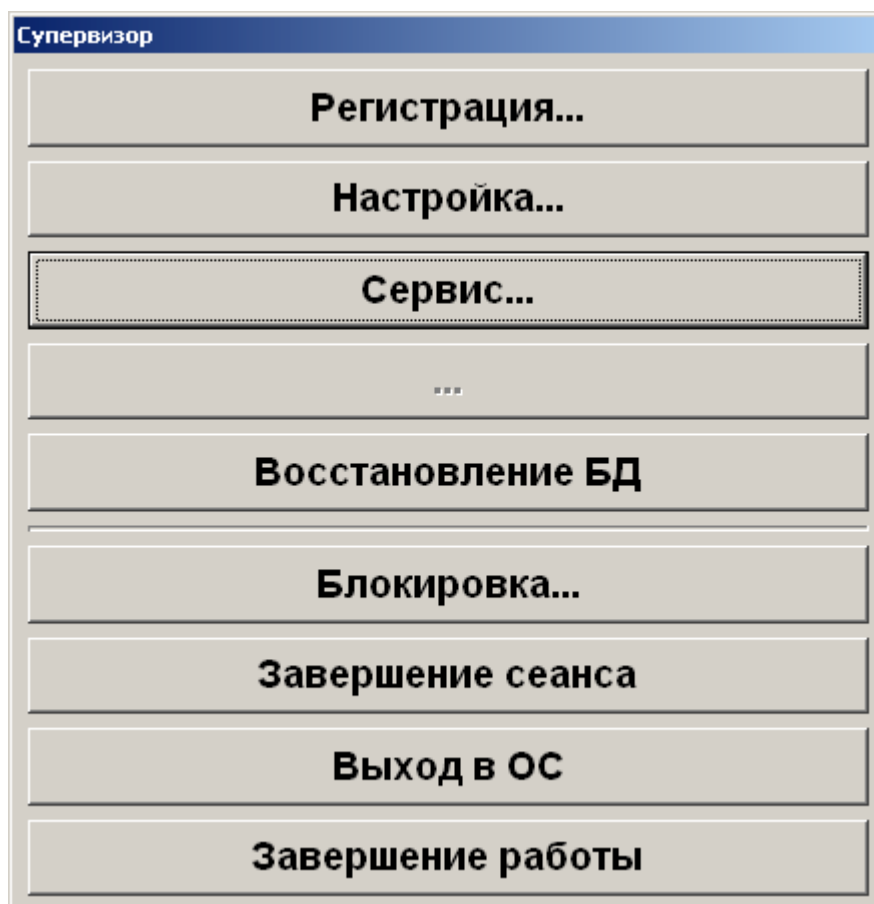 Супервизор
Регистрация...
Настройка...
Сервис...
...
Восстановление БД
Блокировка...
Завершение сеанса
Выход в ОС
Завершение работы